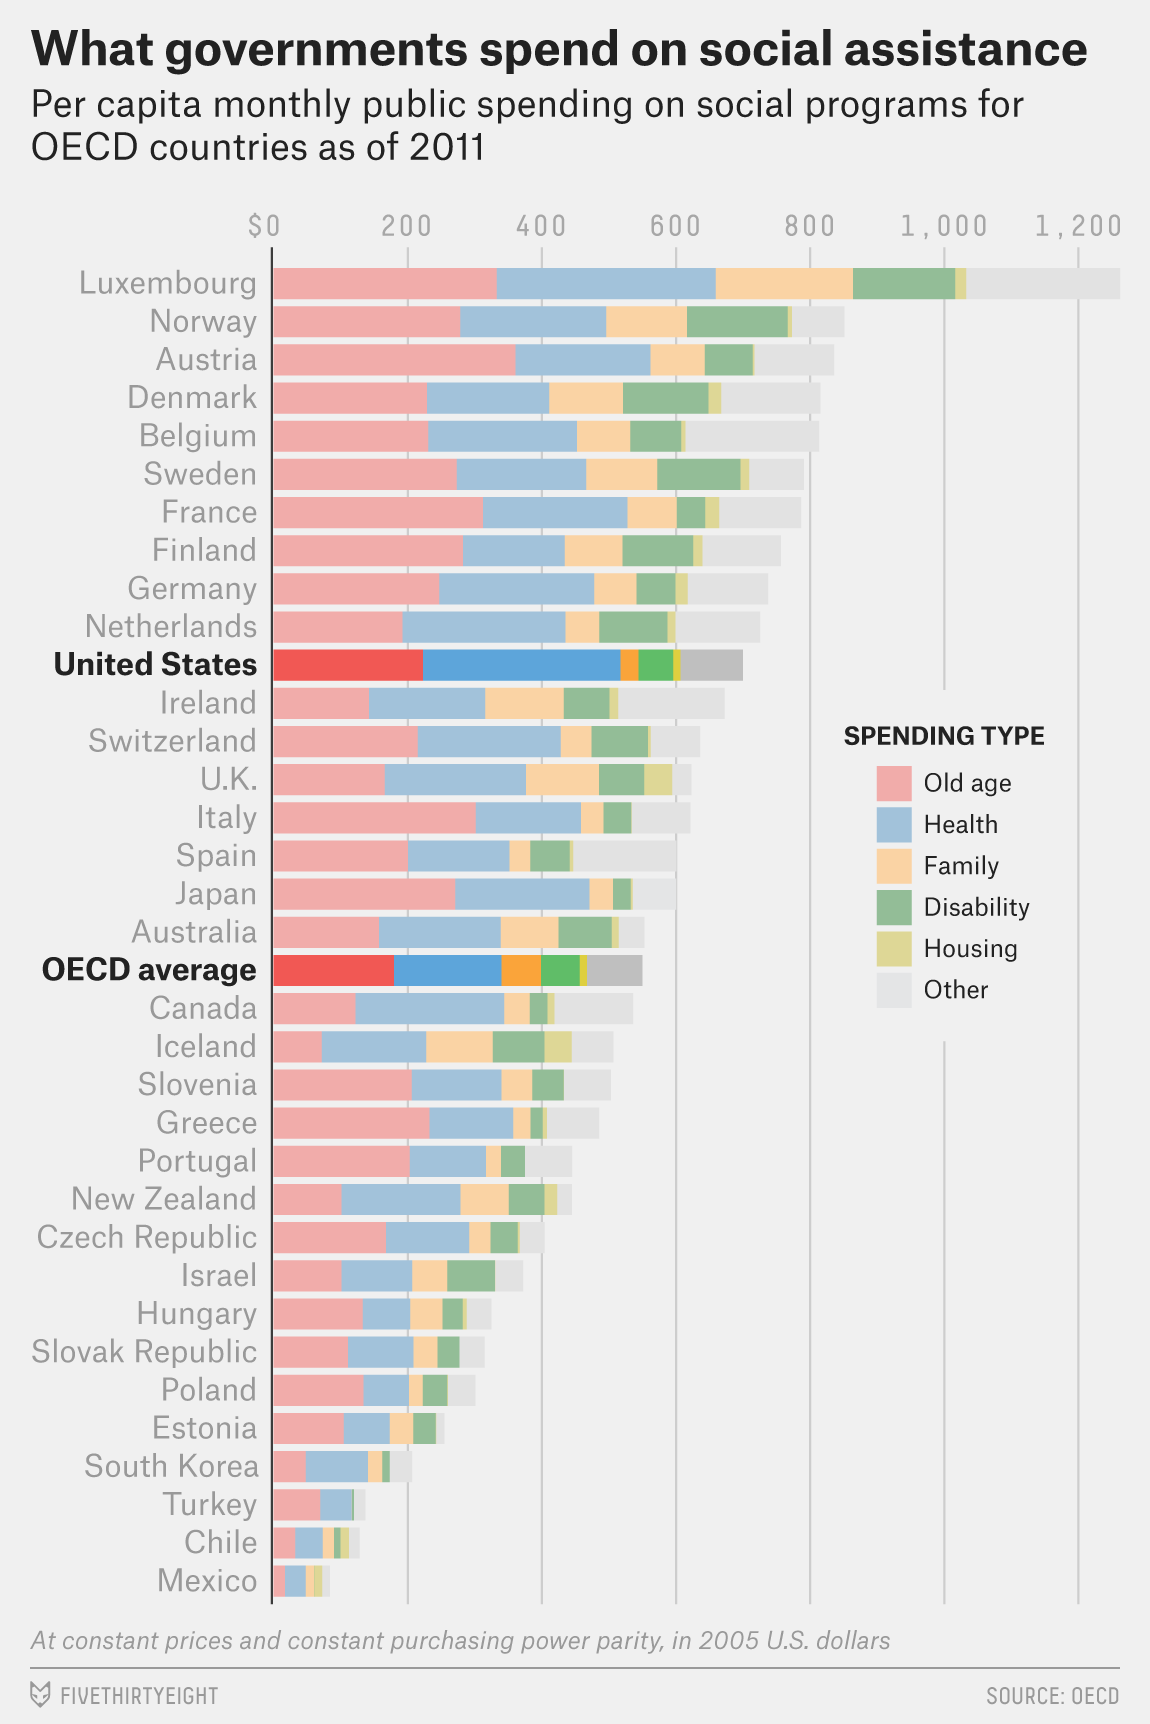 What governments spend on social assistance
Per capita monthly public spending on social programs for
OECD countries as of 2011
$0 200 400 600 800 1,000 1,200
Luxembourg
Norway
Austria
Denmark
Belgium
Sweden
France
Finland
Germany
Netherlands
United States
Ireland
Switzerland
U.K.
Italy
Spain
Japan
Australia
OECD average
Canada
Iceland
Slovenia
Greece
Portugal
New Zealand
Czech Republic
Israel
Hungary
Slovak Republic
Poland
Estonia
South Korea
Turkey
Chile
Mexico
SPENDING TYPE
Old age
Health
Family
Disability
Housing
Other
At constant prices and constant purchasing power parity, in 2005 U.S. dollars
FIVETHIRTYEIGHT
SOURCE: OECD